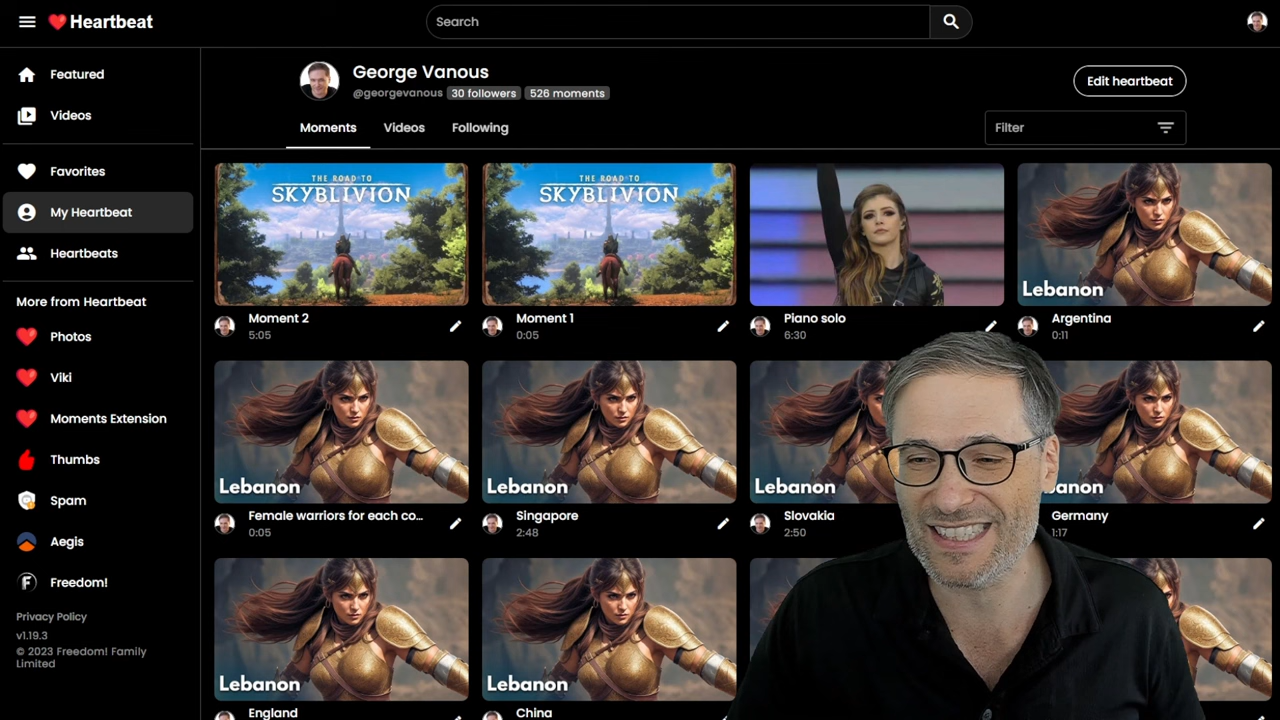 Heartbeat
Search
Featured
Videos
Favorites
My Heartbeat
Heartbeats
More from Heartbeat
Photos
Viki
Moments Extension
Thumbs
Spam
Aegis
Freedom!
Privacy Policy
v1.19.3
© 2023 Freedom! Family
Limited
George Vanous
@georgevanous 30 followers 526 moments
Edit heartbeat
Moments Videos Following
Filter
THE ROAD TO
SKYBLIVION
Moment 2
5:05
THE ROAD TO
SKYBLIVION
Moment 1
0:05
Piano solo
6:30
Lebanon
Argentina
0:11
Lebanon
Female warriors for each co...
0:05
Lebanon
Singapore
2:48
Lebanon
Slovakia
2:50
banon
Germany
1:17
Lebanon
England
Lebanon
China